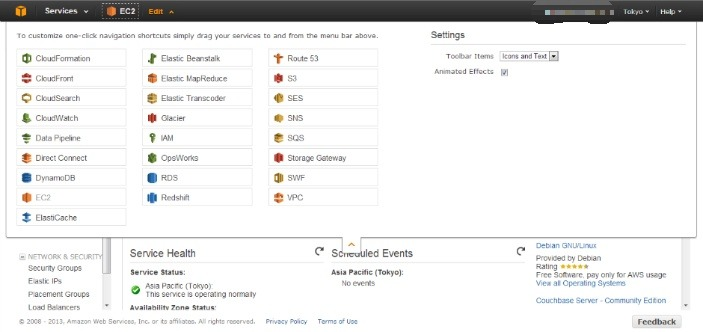 Services EC2 Edit Tokyo Help
To customize one-click navigation shortcuts simply drag your services to and from the menu bar above.
CloudFormation
CloudFront
CloudSearch
CloudWatch
Data Pipeline
Direct Connect
DynamoDB
EC2
ElastiCache
Elastic Beanstalk
Elastic MapReduce
Elastic Transcoder
Glacier
IAM
OpsWorks
RDS
Redshift
Route 53
S3
SES
SNS
SQS
Storage Gateway
SWF
VPC
Settings
Toolbar Items Icons and Text
Animated Effects
NETWORK & SECURITY
Security Groups
Elastic IPs
Placement Groups
Load Balancers
Service Health
Service Status:
Asia Pacific (Tokyo):
This service is operating normally
Availability Zone Status:
Scheduled Events
Asia Pacific (Tokyo):
No events
Debian GNU/Linux
Provided by Debian
Rating
Free Software, pay only for AWS usage
View all Operating Systems
Couchbase Server - Community Edition
© 2008 - 2013, Amazon Web Services, Inc. or its affiliates. All rights reserved. Privacy Policy Terms of Use Feedback